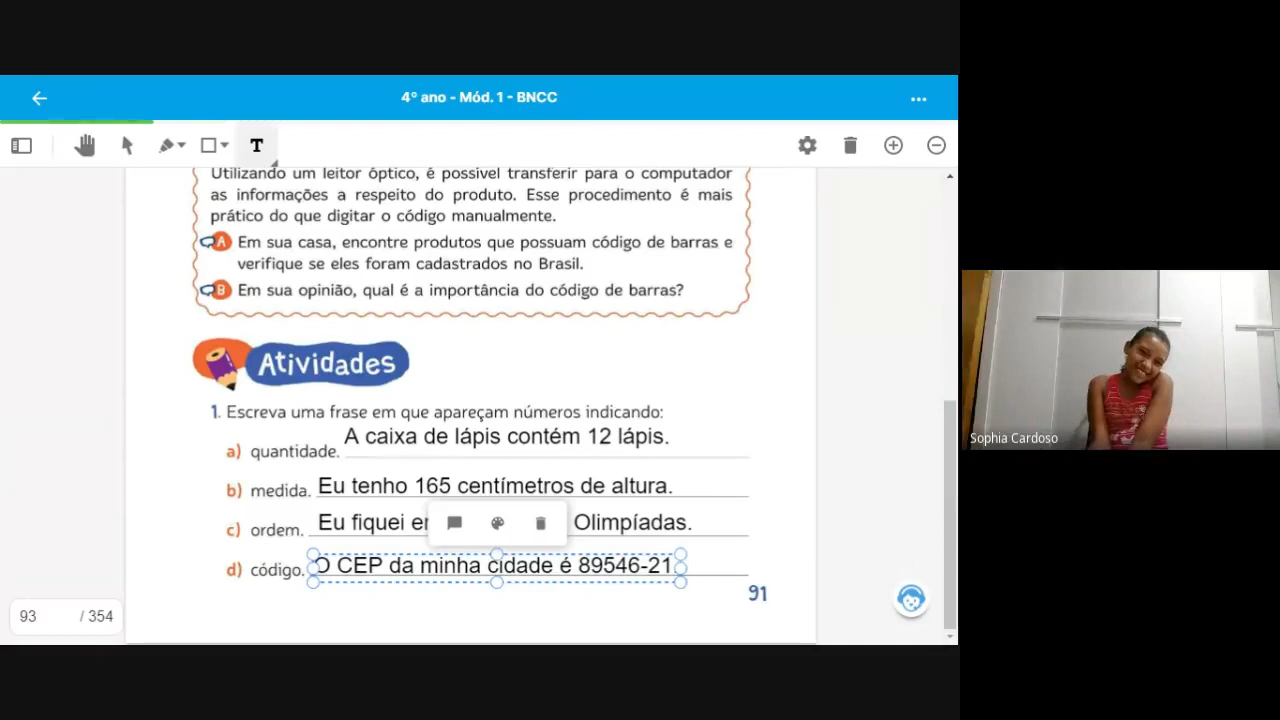 4º ano - Mód. 1 - BNCC
T
Utilizando um leitor óptico, é possível transferir para o computador
as informações a respeito do produto. Esse procedimento é mais
prático do que digitar o código manualmente.
A Em sua casa, encontre produtos que possuam código de barras e
verifique se eles foram cadastrados no Brasil.
B Em sua opinião, qual é a importância do código de barras?
Atividades
1. Escreva uma frase em que apareçam números indicando:
a) quantidade. A caixa de lápis contém 12 lápis.
b) medida. Eu tenho 165 centímetros de altura.
c) ordem. Eu fiquei Olimpíadas.
d) código. O CEP da minha cidade é 89546-21
91
93 / 354
Sophia Cardoso